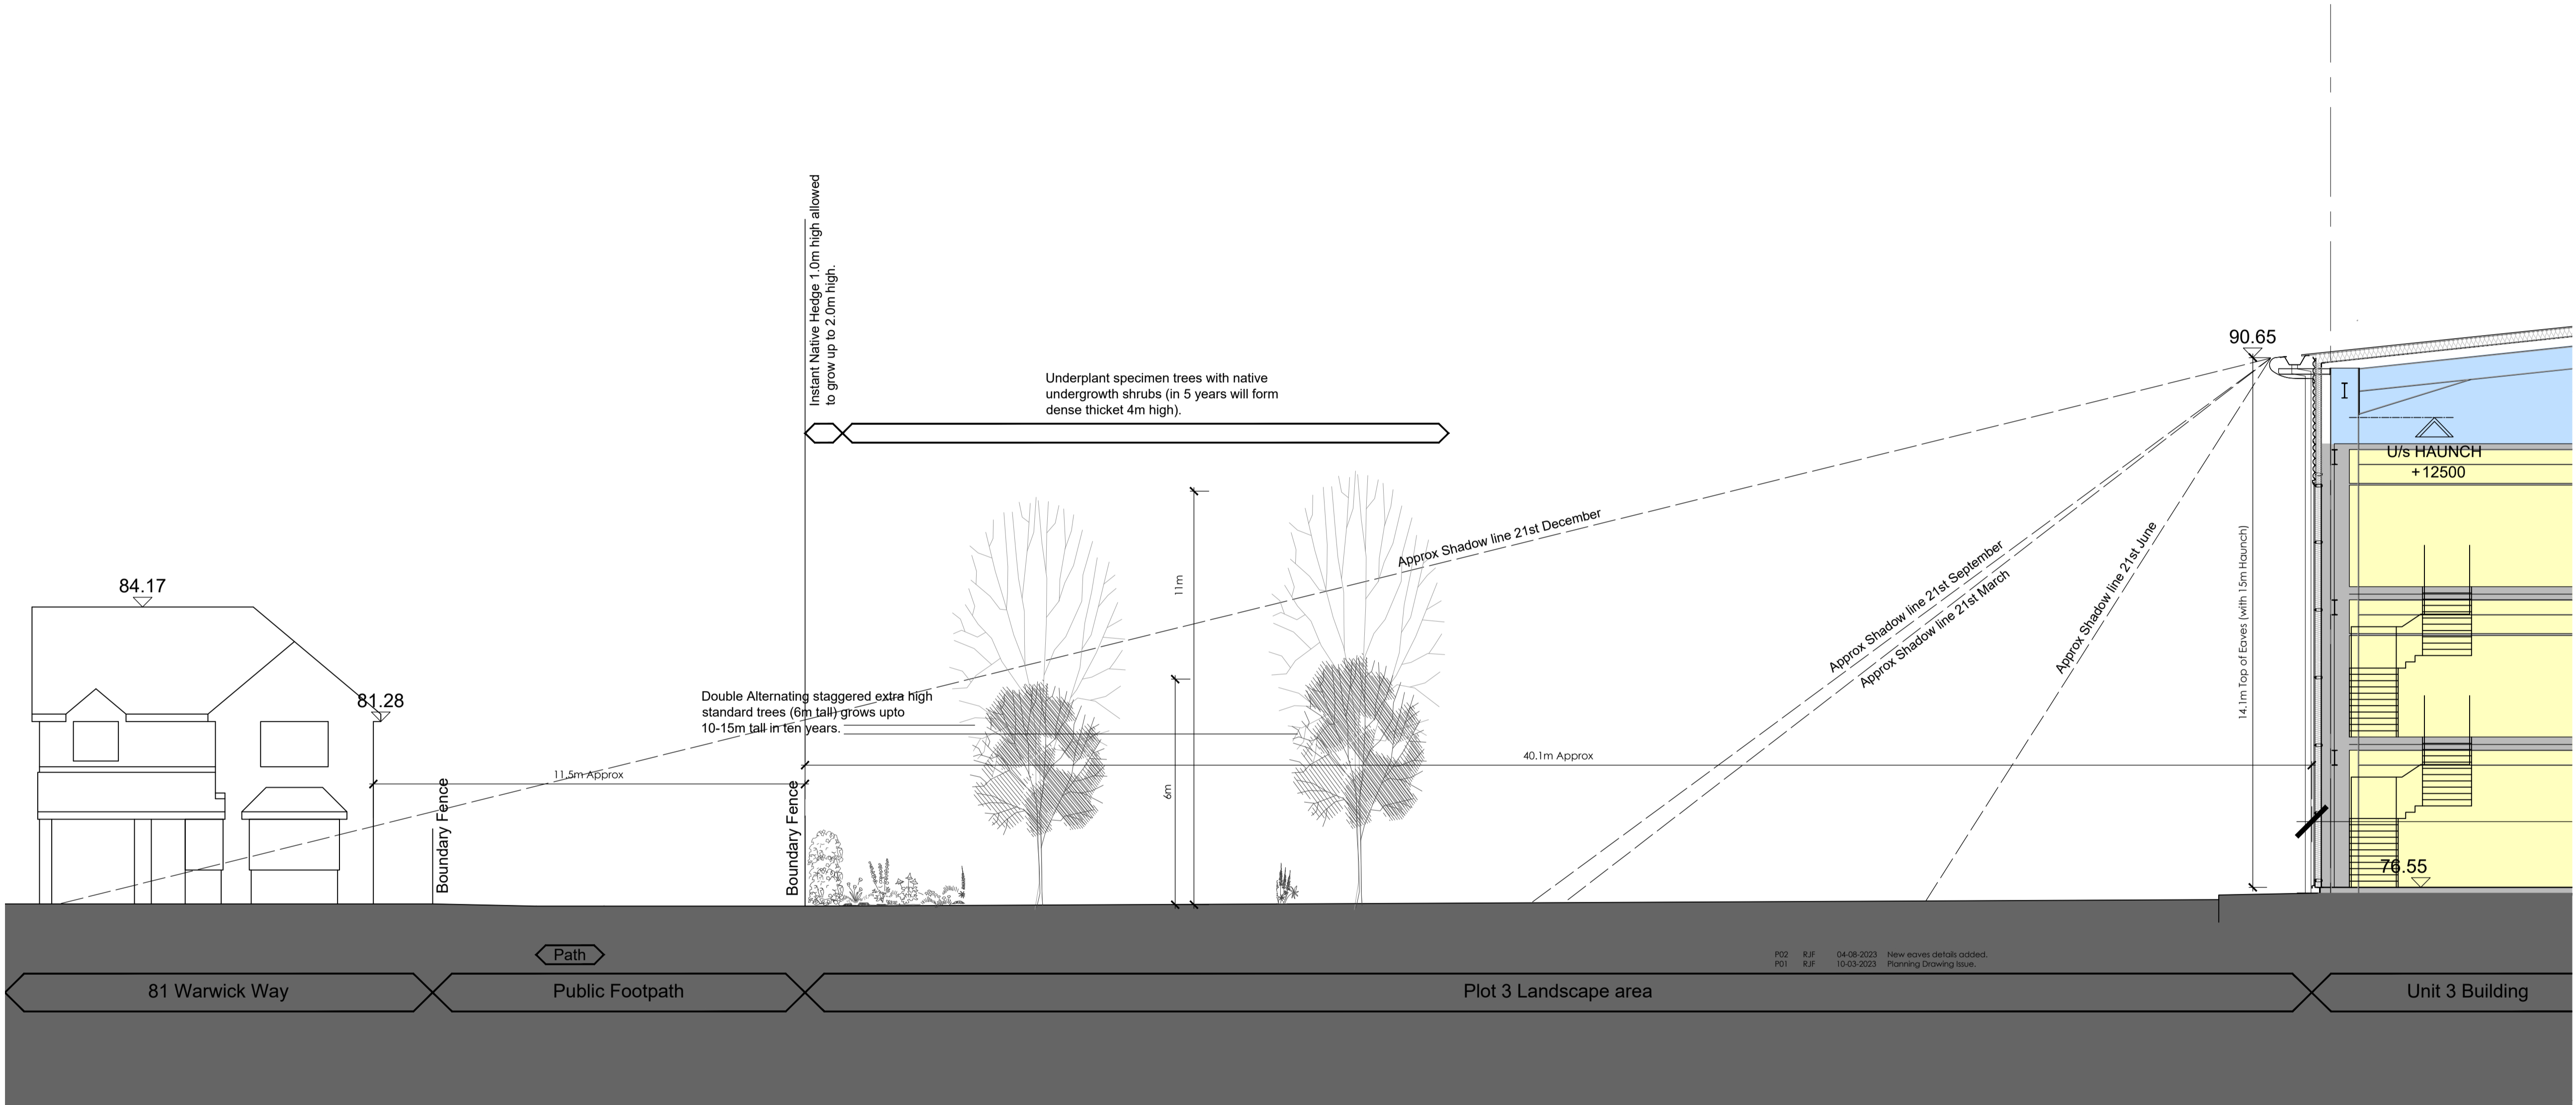 Instant Native Hedge 1.0m high allowed
to grow up to 2.0m high.
90.65
Underplant specimen trees with native
undergrowth shrubs (in 5 years will form
dense thicket 4m high).
U/s HAUNCH
+12500
Approx Shadow line 21st December
84.17
11m
Approx Shadow line 21st September
Approx Shadow line 21st March
Approx Shadow line 21st June
14.1m Top of Eaves (with 15m Haunch)
81.28
Double Alternating staggered extra high
standard trees (6m tall) grows upto
10-15m tall in ten years.
40.1m Approx
11.5m Approx
6m
Boundary Fence
Boundary Fence
76.55
Path
P02 RJF 04-08-2023 New eaves details added.
P01 RJF 10-03-2023 Planning Drawing Issue.
81 Warwick Way
Public Footpath
Plot 3 Landscape area
Unit 3 Building